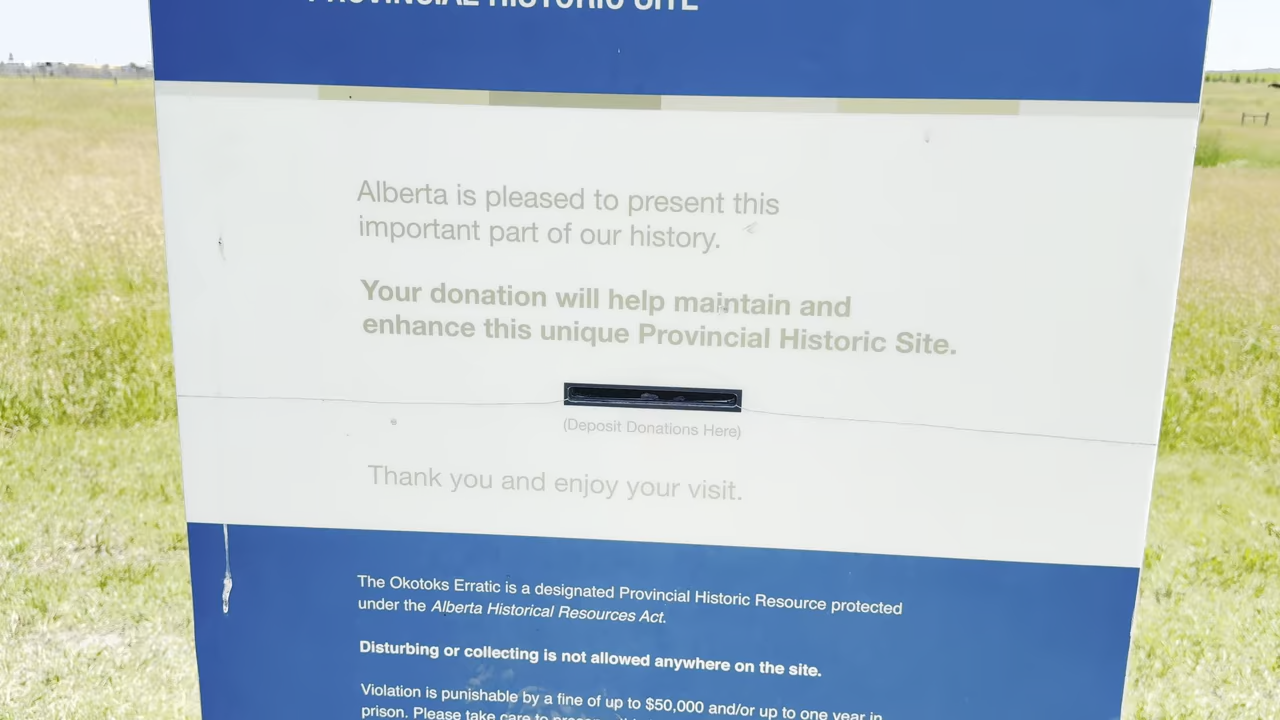 PROVINCIAL HISTORIC SITE
Alberta is pleased to present this
important part of our history.
Your donation will help maintain and
enhance this unique Provincial Historic Site.
(Deposit Donations Here)
Thank you and enjoy your visit.
The Okotoks Erratic is a designated Provincial Historic Resource protected
under the Alberta Historical Resources Act.
Disturbing or collecting is not allowed anywhere on the site.
Violation is punishable by a fine of up to $50,000 and/or up to one year in
prison. Please take care to